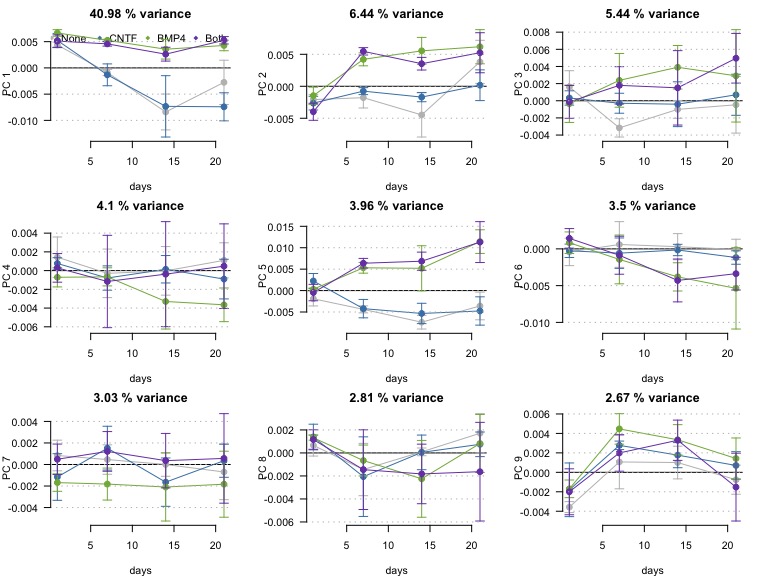 40.98 % variance
None CNTF BMP4 Both
PC 1
0.005
0.000
-0.005
-0.010
5 10 15 20
days
6.44 % variance
PC 2
0.005
0.000
-0.005
5 10 15 20
days
5.44 % variance
PC 3
0.008
0.006
0.004
0.002
0.000
-0.002
-0.004
5 10 15 20
days
4.1 % variance
PC 4
0.004
0.002
0.000
-0.002
-0.004
-0.006
5 10 15 20
days
3.96 % variance
PC 5
0.015
0.010
0.005
0.000
-0.005
5 10 15 20
days
3.5 % variance
PC 6
0.000
-0.005
-0.010
5 10 15 20
days
3.03 % variance
PC 7
0.004
0.002
0.000
-0.002
-0.004
5 10 15 20
days
2.81 % variance
PC 8
0.002
0.000
-0.002
-0.004
-0.006
5 10 15 20
days
2.67 % variance
PC 9
0.006
0.004
0.002
0.000
-0.002
-0.004
5 10 15 20
days